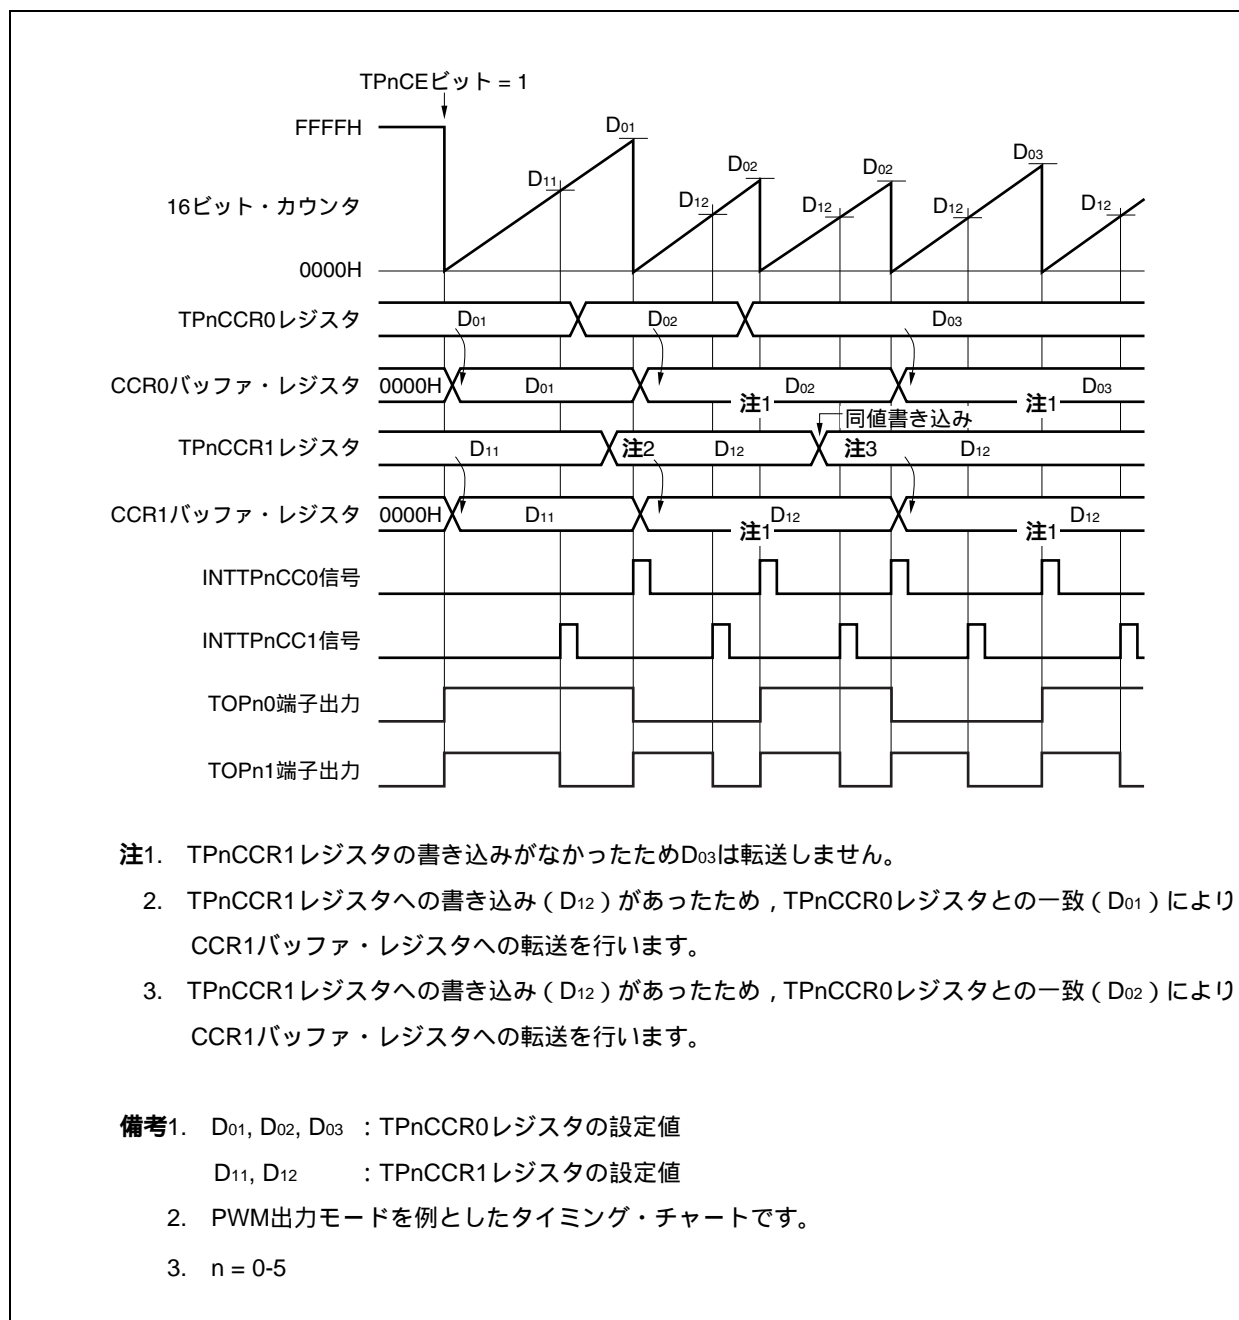 TPnCEビット = 1
FFFFH
D01
D03
D02
D02
D11
16ビット・カウンタ
D12
D12
D12
D12
0000H
TPnCCR0レジスタ
D01
D02
D03
CCR0バッファ・レジスタ
0000H
D01
D02
D03
注1
注1
同値書き込み
TPnCCR1レジスタ
D11
注2
D12
注3
D12
CCR1バッファ・レジスタ
0000H
D11
D12
D12
注1
注1
INTTPnCC0信号
INTTPnCC1信号
TOPn0端子出力
TOPn1端子出力
注1. TPnCCR1レジスタの書き込みがなかったためD03は転送しません。
2. TPnCCR1レジスタへの書き込み(D12)があったため,TPnCCR0レジスタとの一致(D01)により
CCR1バッファ・レジスタへの転送を行います。
3. TPnCCR1レジスタへの書き込み(D12)があったため,TPnCCR0レジスタとの一致(D02)により
CCR1バッファ・レジスタへの転送を行います。
備考1. D01, D02, D03 :TPnCCR0レジスタの設定値
D11, D12 :TPnCCR1レジスタの設定値
2. PWM出力モードを例としたタイミング・チャートです。
3. n = 0-5